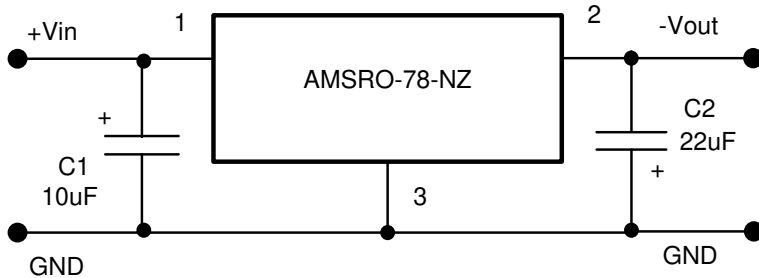 +Vin
1
2
-Vout
AMSRO-78-NZ
+
C1
10uF
C2
22uF
+
3
GND
GND